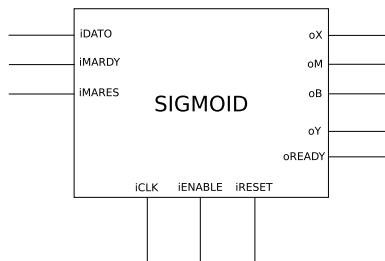 iDATO oX
iMARDY oM
iMARES oB
SIGMOID
oY
oREADY
iCLK iENABLE iRESET